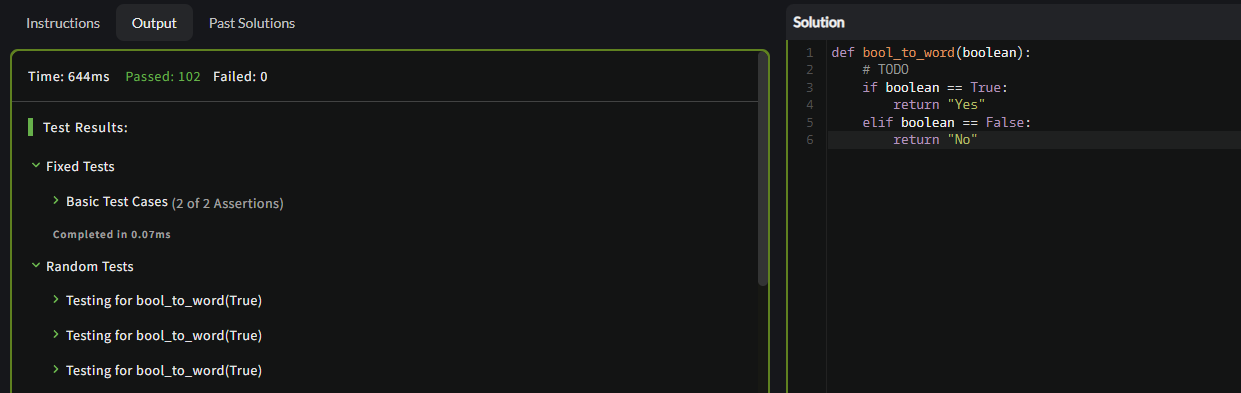 Instructions Output Past Solutions
Time: 644ms Passed: 102 Failed: 0
Test Results:
Fixed Tests
Basic Test Cases (2 of 2 Assertions)
Completed in 0.07ms
Random Tests
Testing for bool_to_word(True)
Testing for bool_to_word(True)
Testing for bool_to_word(True)
Solution
1 def bool_to_word(boolean):
2     # TODO
3     if boolean == True:
4         return "Yes"
5     elif boolean == False:
6         return "No"